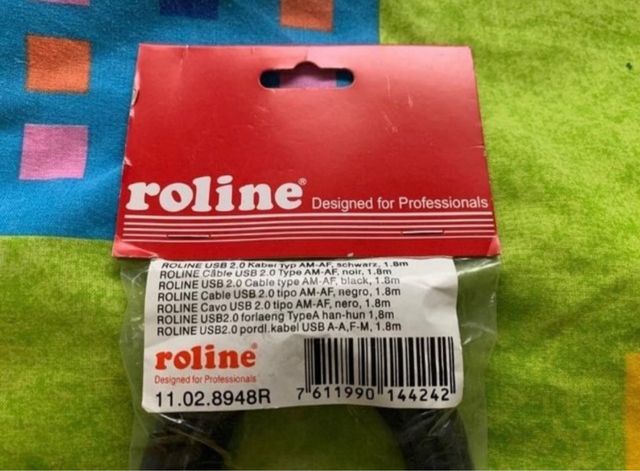 roline®
Designed for Professionals
ROLINE USB 2.0 Kabel Typ AM-AF, schwarz, 1.8m
ROLINE Câble USB 2.0 Type AM-AF, noir, 1.8m
ROLINE USB 2.0 Cable type AM-AF, black, 1.8m
ROLINE Cable USB 2.0 tipo AM-AF, negro, 1.8m
ROLINE Cavo USB 2.0 tipo AM-AF, nero, 1.8m
ROLINE USB2.0 forlaeng TypeA han-hun 1,8m
ROLINE USB2.0 pordl.kabel USB A-A,F-M, 1.8m
roline®
Designed for Professionals
11.02.8948R
7 611990 144242